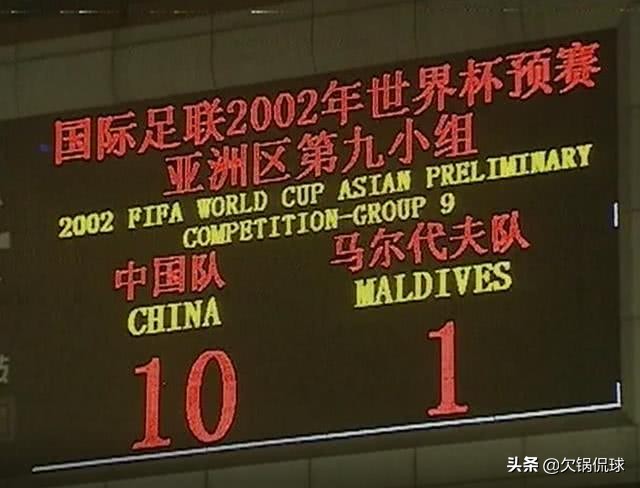 国际足联2002年世界杯预赛
亚洲区第九小组
2002 FIFA WORLD CUP ASIAN PRELIMINARY
COMPETITION-GROUP 9
中国队 马尔代夫队
CHINA MALDIVES
10 1
头条 @欠锅侃球